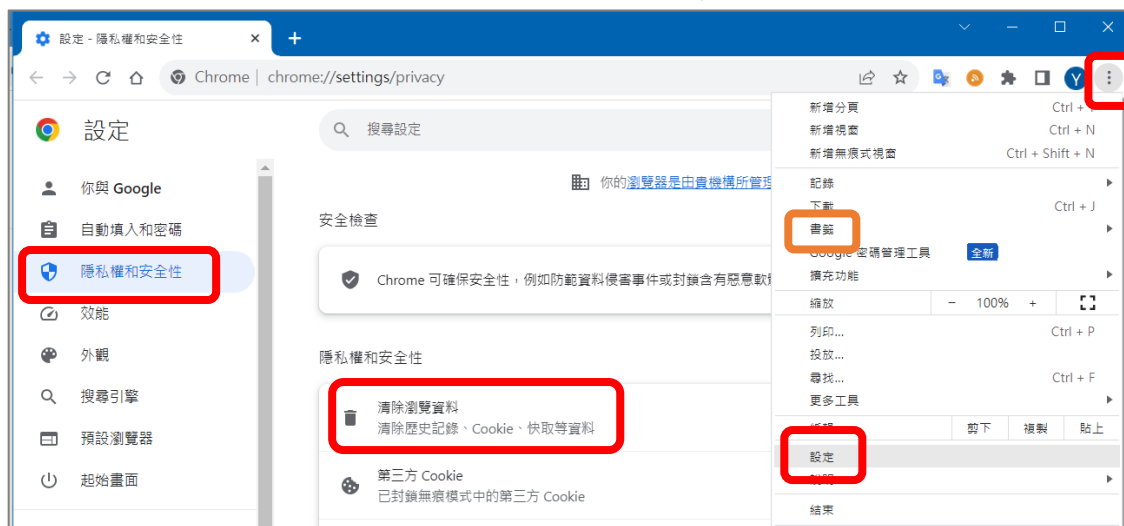 設定 - 隱私權和安全性
Chrome | chrome://settings/privacy
Y
設定
搜尋設定
你與 Google
自動填入和密碼
隱私權和安全性
效能
外觀
搜尋引擎
預設瀏覽器
起始畫面
你的瀏覽器是由貴機構所管理
安全檢查
Chrome 可確保安全性，例如防範資料侵害事件或封鎖含有惡意軟
隱私權和安全性
清除瀏覽資料
清除歷史記錄、Cookie、快取等資料
第三方 Cookie
已封鎖無痕模式中的第三方 Cookie
新增分頁 Ctrl +
新增視窗 Ctrl + N
新增無痕式視窗 Ctrl + Shift + N
記錄
下載 Ctrl + J
書籤
Google 密碼管理工具 全新
擴充功能
縮放 − 100% +
列印... Ctrl + P
投放...
尋找... Ctrl + F
更多工具
編輯 剪下 複製 貼上
設定
說明
結束